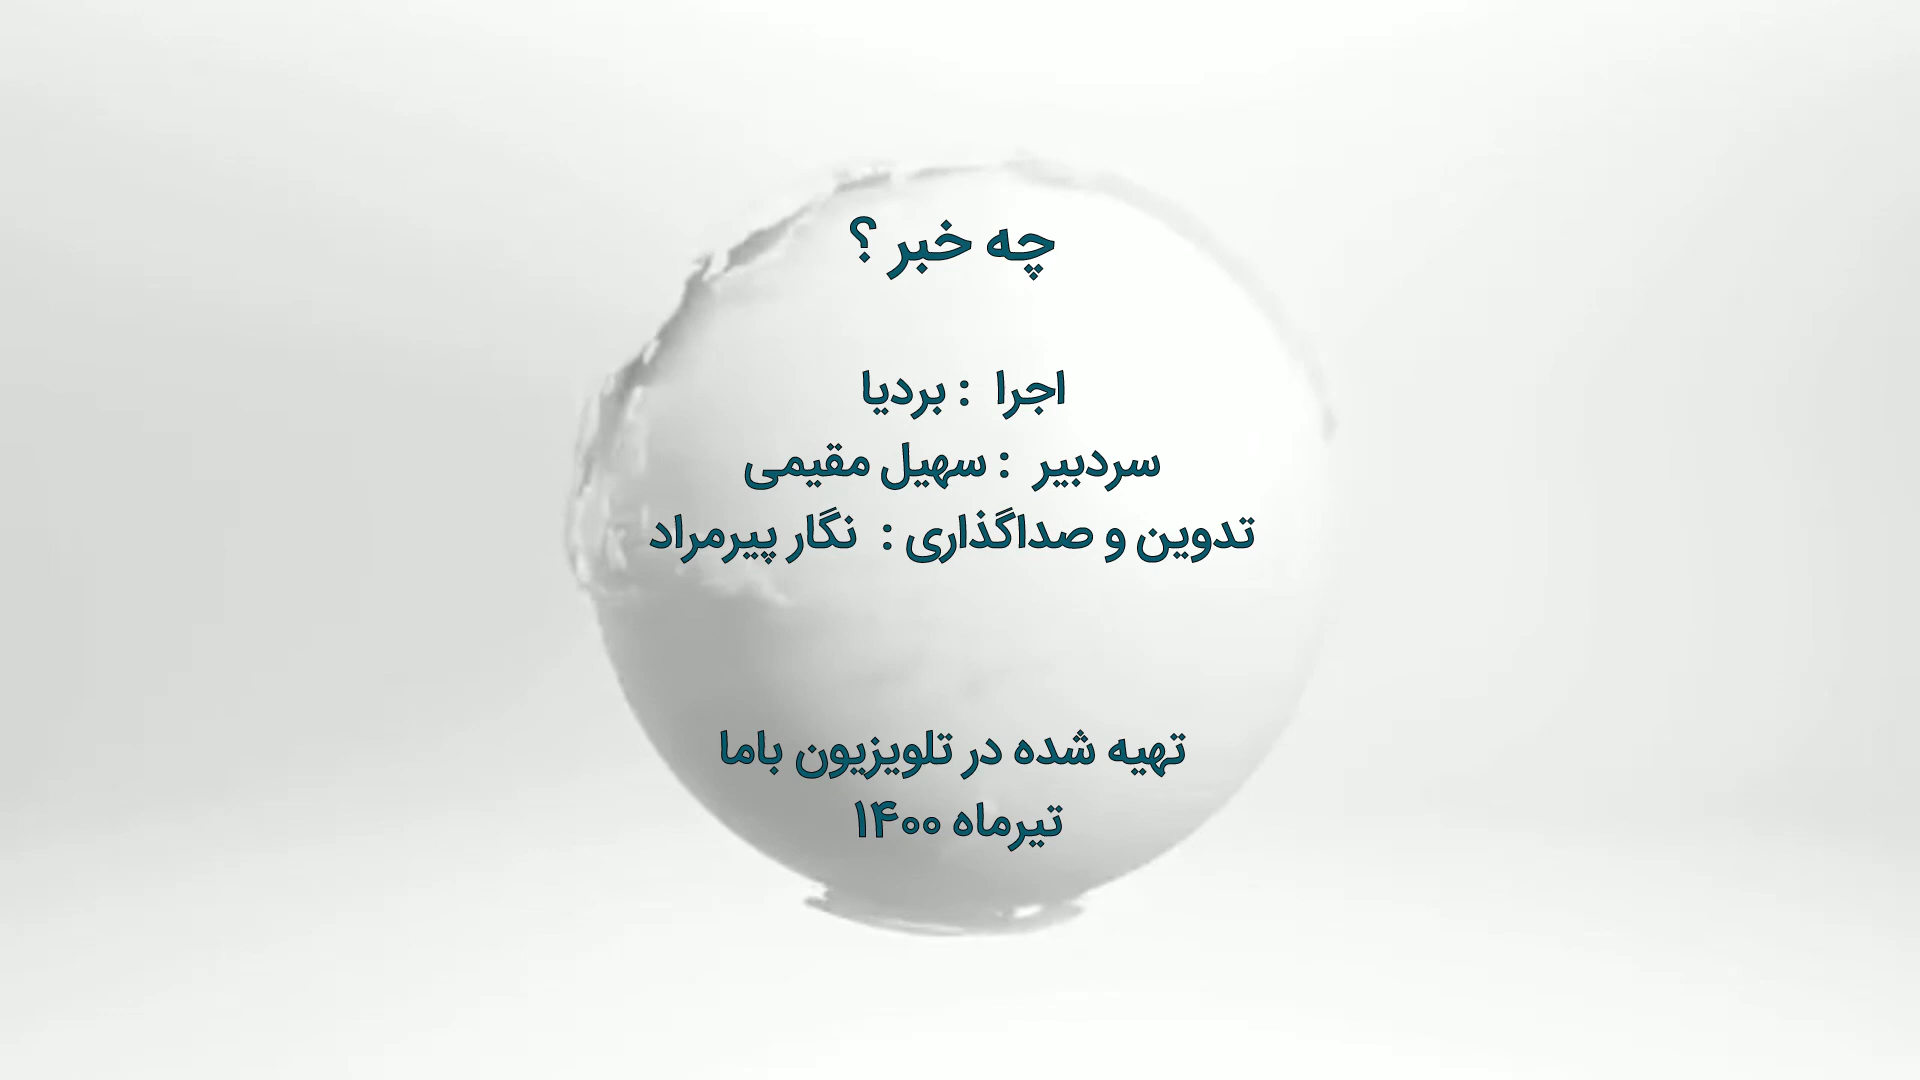 چه خبر ؟
اجرا : بردیا
سردبیر : سهیل مقیمی
تدوین و صداگذاری : نگار پیرمراد
تهیه شده در تلویزیون باما
تیرماه ۱۴۰۰